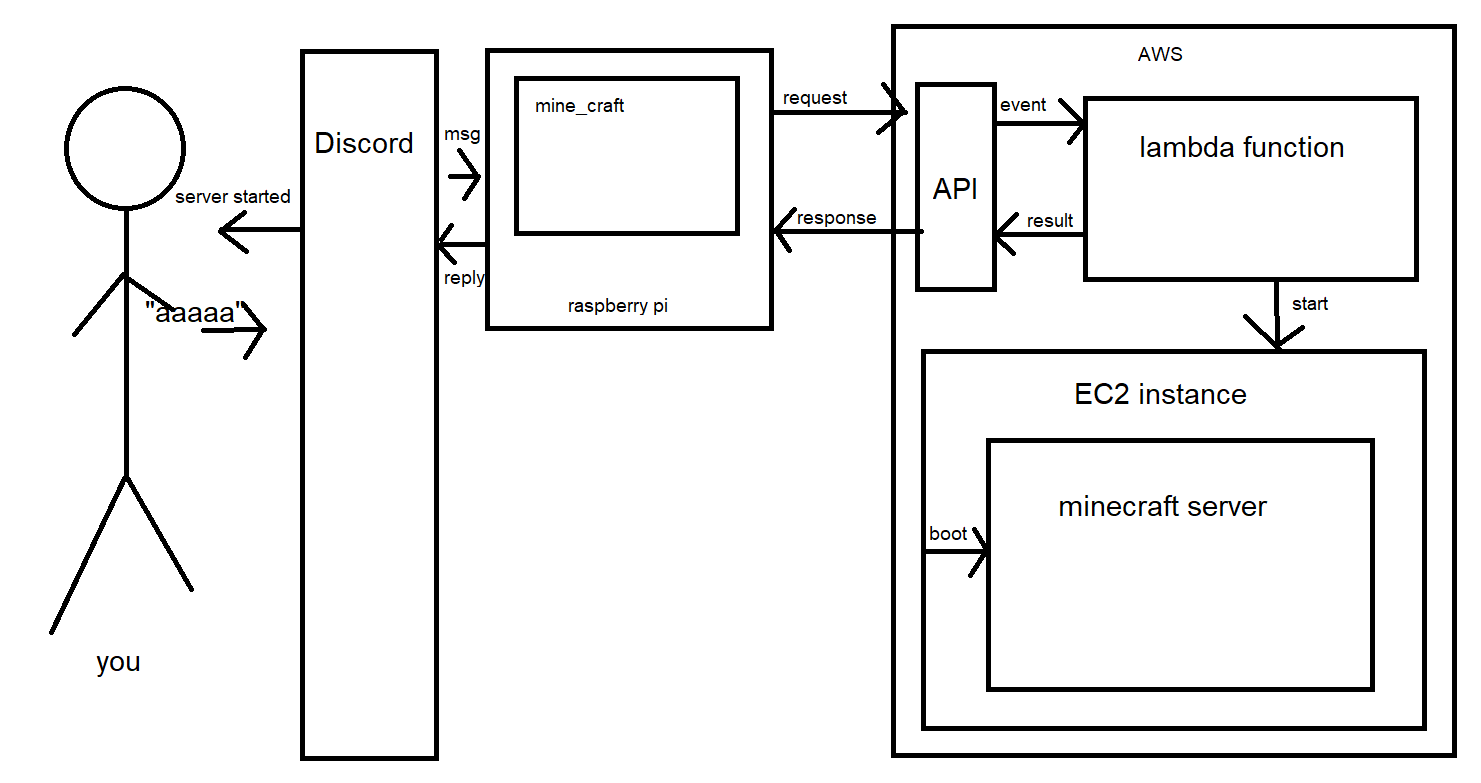 AWS
mine_craft
request
event
Discord
msg
lambda function
API
server started
response
result
reply
raspberry pi
"aaaaa"
start
EC2 instance
minecraft server
boot
you